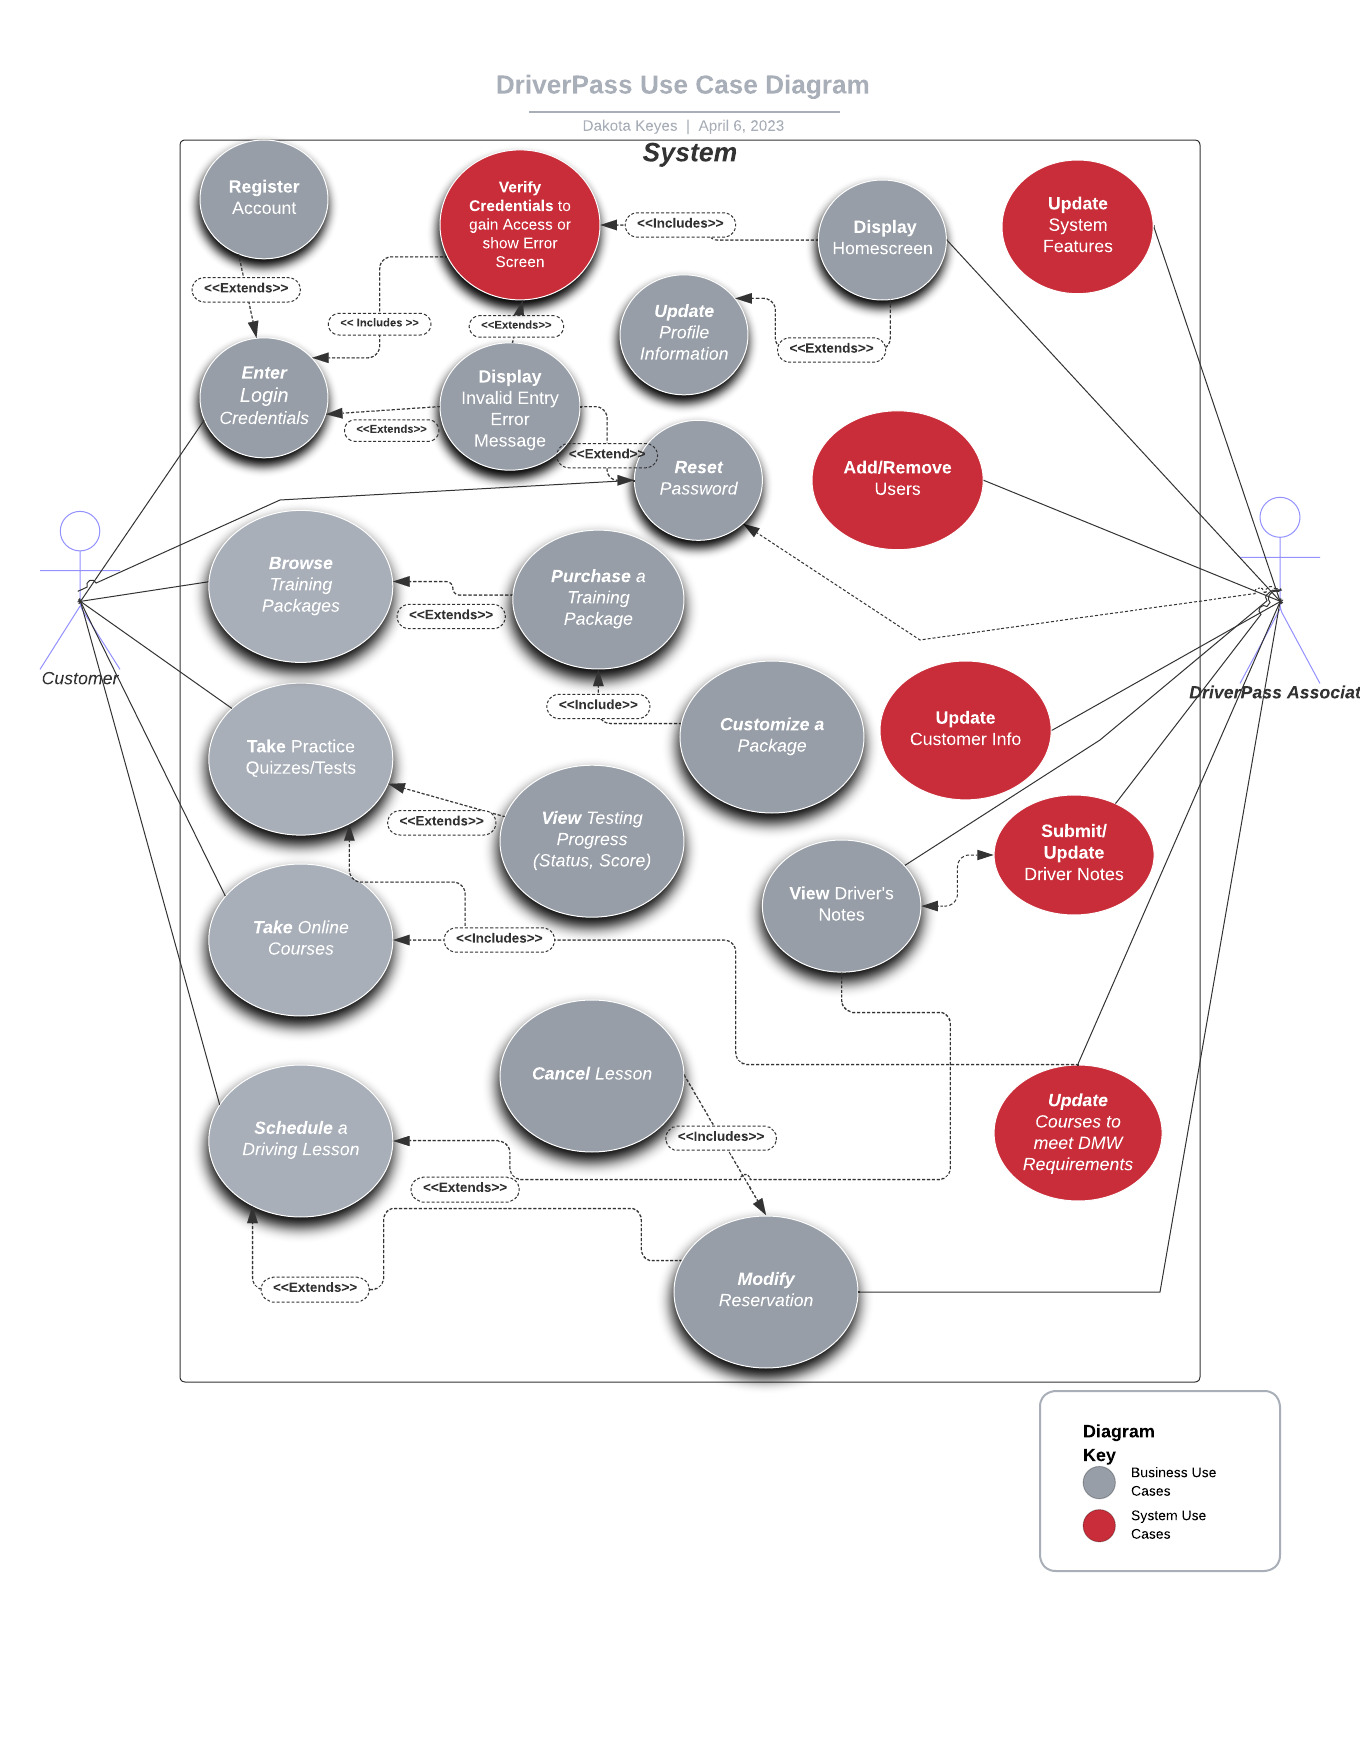 DriverPass Use Case Diagram
Dakota Keyes | April 6, 2023
System
Register
Account
Verify
Credentials to
gain Access or
show Error
Screen
<<Includes>>
Display
Homescreen
Update
System
Features
<<Extends>>
<< Includes >>
<<Extends>>
Update
Profile
Information
<<Extends>>
Enter
Login
Credentials
<<Extends>>
Display
Invalid Entry
Error
Message
<<Extend>>
Reset
Password
Add/Remove
Users
Browse
Training
Packages
<<Extends>>
Purchase a
Training
Package
Customer
DriverPass Associat
<<Include>>
Customize a
Package
Update
Customer Info
Take Practice
Quizzes/Tests
<<Extends>>
View Testing
Progress
(Status, Score)
Submit/
Update
Driver Notes
View Driver's
Notes
Take Online
Courses
<<Includes>>
Cancel Lesson
<<Includes>>
Schedule a
Driving Lesson
<<Extends>>
Update
Courses to
meet DMW
Requirements
<<Extends>>
Modify
Reservation
Diagram
Key
Business Use
Cases
System Use
Cases